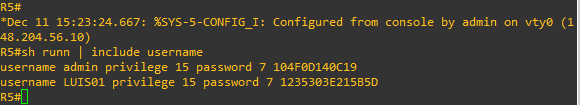 R5#
*Dec 11 15:23:24.667: %SYS-5-CONFIG_I: Configured from console by admin on vty0 (1
48.204.56.10)
R5#sh runn | include username
username admin privilege 15 password 7 104F0D140C19
username LUIS01 privilege 15 password 7 1235303E215B5D
R5#